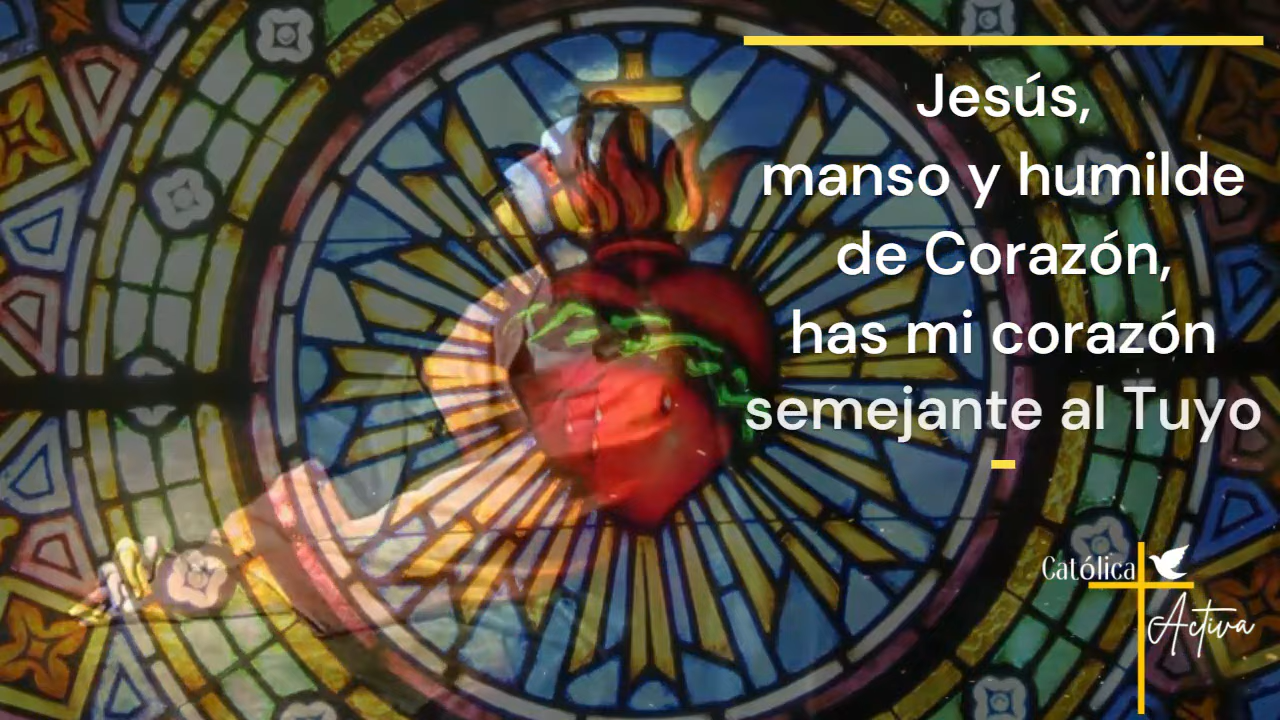 Jesús,
manso y humilde
de Corazón,
has mi corazón
semejante al Tuyo
Católica
Activa